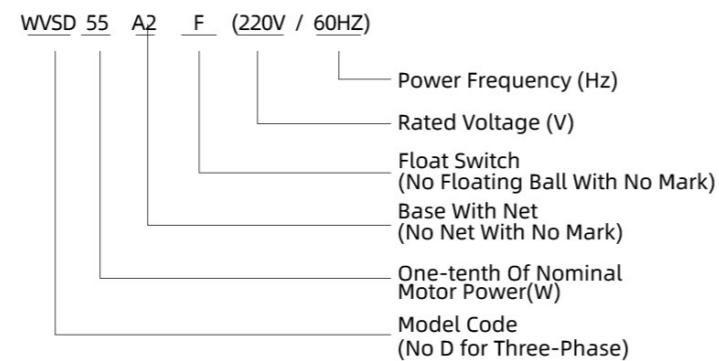 WVSD 55 A2 F (220V / 60HZ)
Power Frequency (Hz)
Rated Voltage (V)
Float Switch
(No Floating Ball With No Mark)
Base With Net
(No Net With No Mark)
One-tenth Of Nominal
Motor Power(W)
Model Code
(No D for Three-Phase)